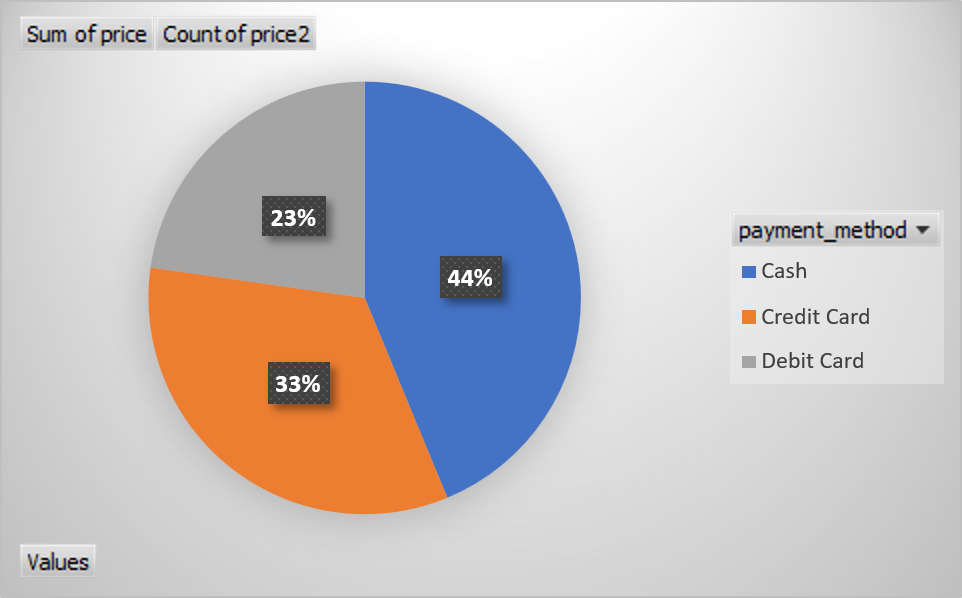 Sum of price Count of price2
23%
44%
33%
payment_method
Cash
Credit Card
Debit Card
Values